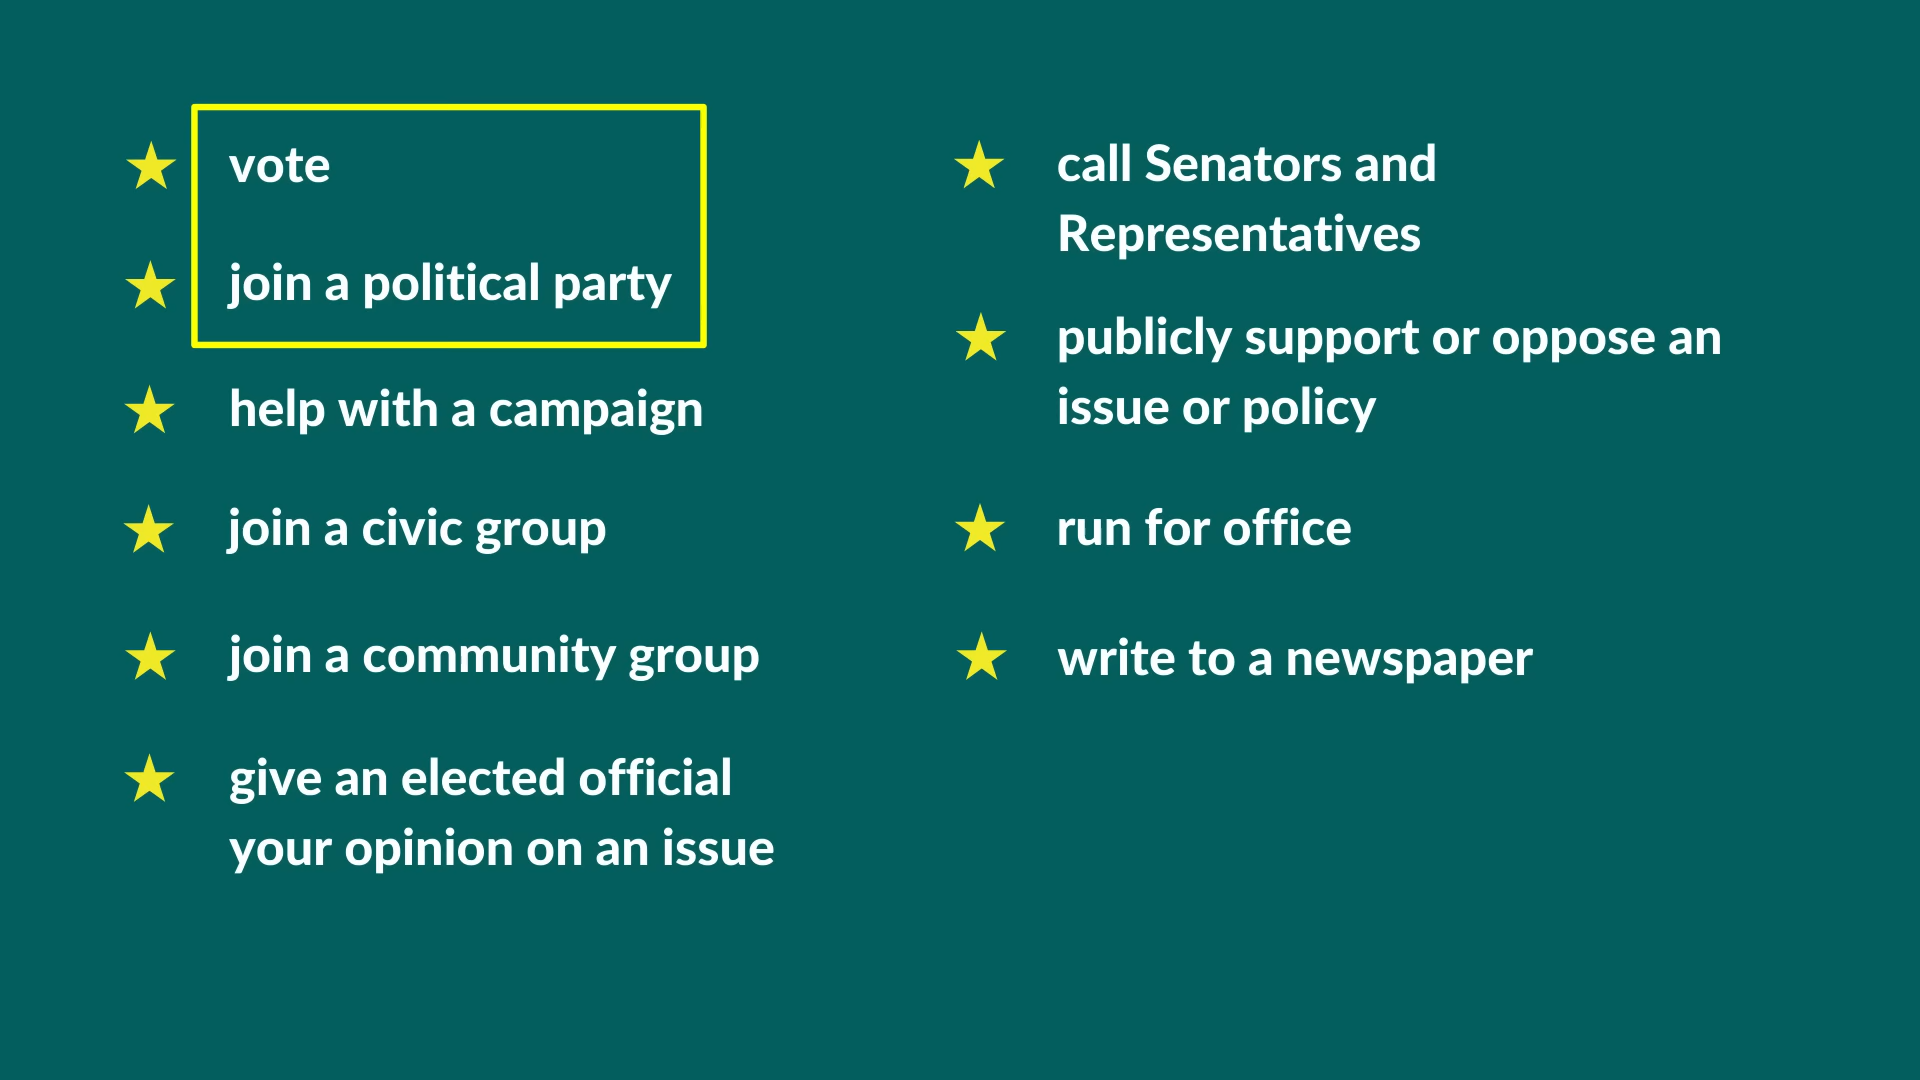 vote
join a political party
help with a campaign
join a civic group
join a community group
give an elected official
your opinion on an issue
call Senators and
Representatives
publicly support or oppose an
issue or policy
run for office
write to a newspaper